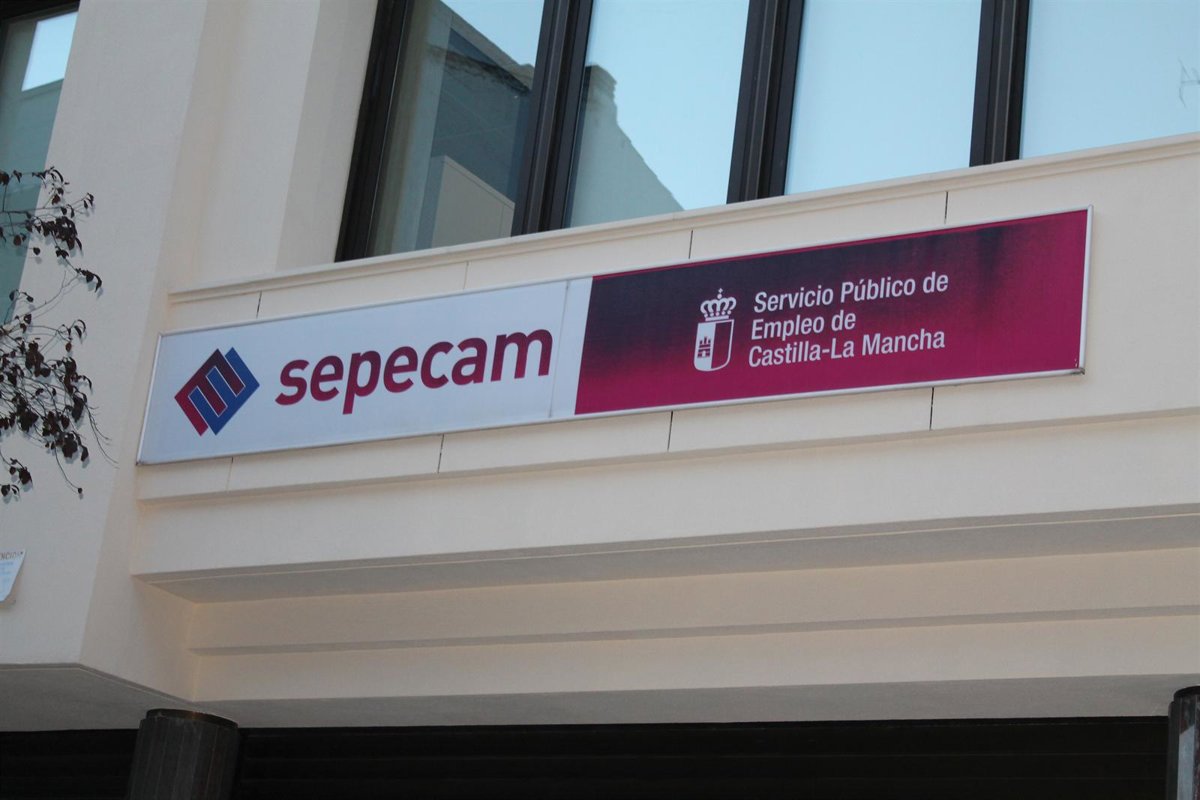 sepecam
Servicio Público de
Empleo de
Castilla-La Mancha